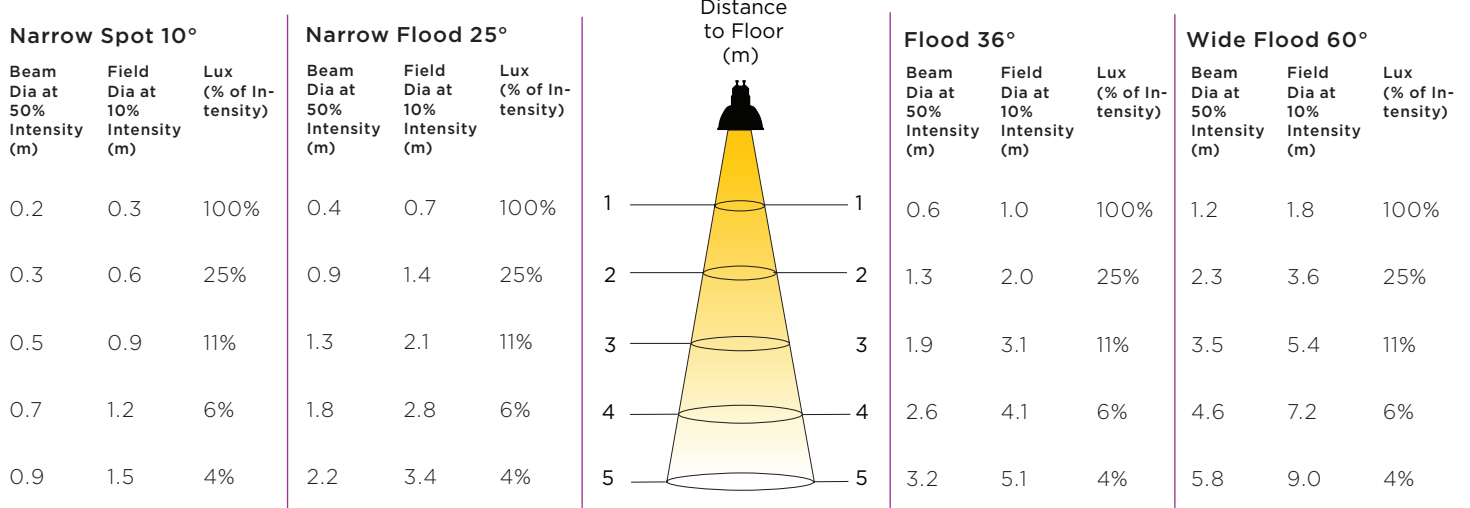 Distance
to Floor
(m)
Narrow Spot 10°
Narrow Flood 25°
Flood 36°
Wide Flood 60°
Beam Dia at 50% Intensity (m) Field Dia at 10% Intensity (m) Lux (% of In-tensity) Beam Dia at 50% Intensity (m) Field Dia at 10% Intensity (m) Lux (% of In-tensity) Beam Dia at 50% Intensity (m) Field Dia at 10% Intensity (m) Lux (% of In-tensity) Beam Dia at 50% Intensity (m) Field Dia at 10% Intensity (m) Lux (% of In-tensity)
0.2 0.3 100% 0.4 0.7 100% 1 1 0.6 1.0 100% 1.2 1.8 100%
0.3 0.6 25% 0.9 1.4 25% 2 2 1.3 2.0 25% 2.3 3.6 25%
0.5 0.9 11% 1.3 2.1 11% 3 3 1.9 3.1 11% 3.5 5.4 11%
0.7 1.2 6% 1.8 2.8 6% 4 4 2.6 4.1 6% 4.6 7.2 6%
0.9 1.5 4% 2.2 3.4 4% 5 5 3.2 5.1 4% 5.8 9.0 4%